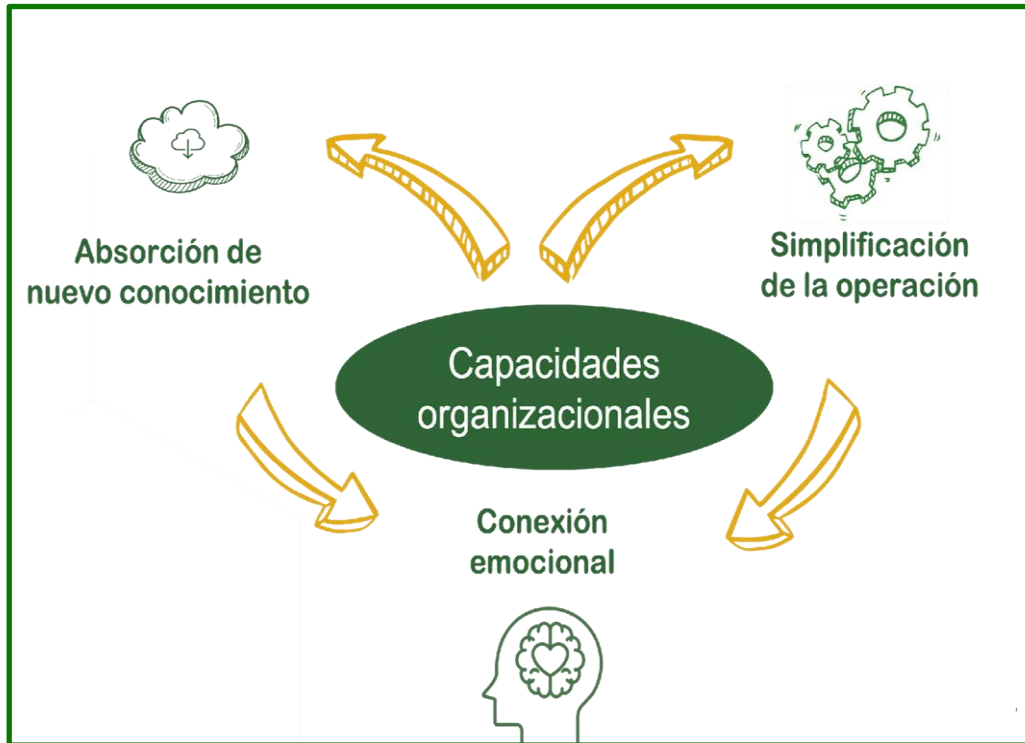 Absorción de
nuevo conocimiento
Simplificación
de la operación
Capacidades
organizacionales
Conexión
emocional